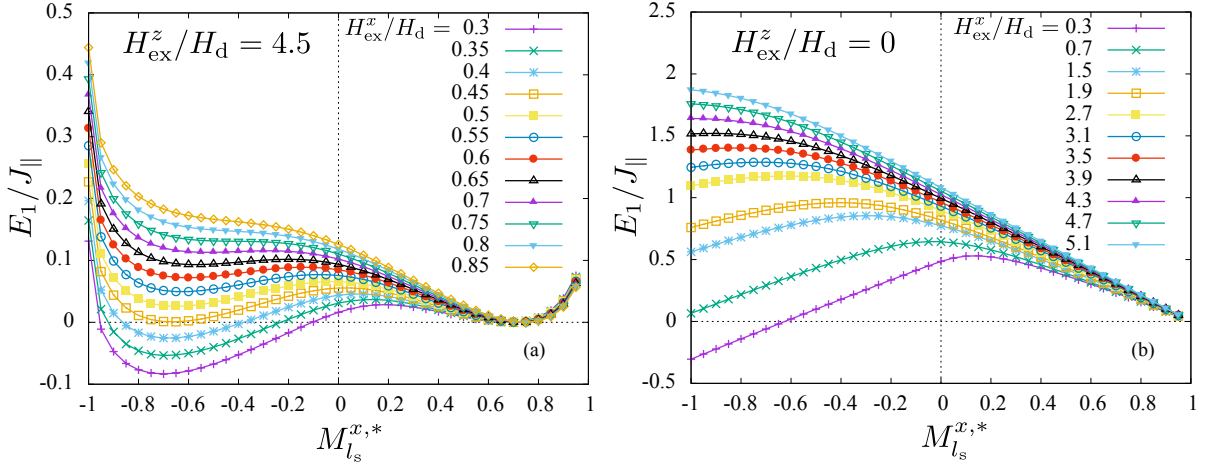 H^z_ex/H_d = 4.5
H^x_ex/H_d = 0.3
0.35
0.4
0.45
0.5
0.55
0.6
0.65
0.7
0.75
0.8
0.85
(a)
0.5
0.4
0.3
0.2
0.1
0
-0.1
E_1/J_∥
-1 -0.8 -0.6 -0.4 -0.2 0 0.2 0.4 0.6 0.8 1
M^{x,*}_{l_s}
H^z_ex/H_d = 0
H^x_ex/H_d = 0.3
0.7
1.5
1.9
2.7
3.1
3.5
3.9
4.3
4.7
5.1
(b)
2.5
2
1.5
1
0.5
0
-0.5
E_1/J_∥
-1 -0.8 -0.6 -0.4 -0.2 0 0.2 0.4 0.6 0.8 1
M^{x,*}_{l_s}